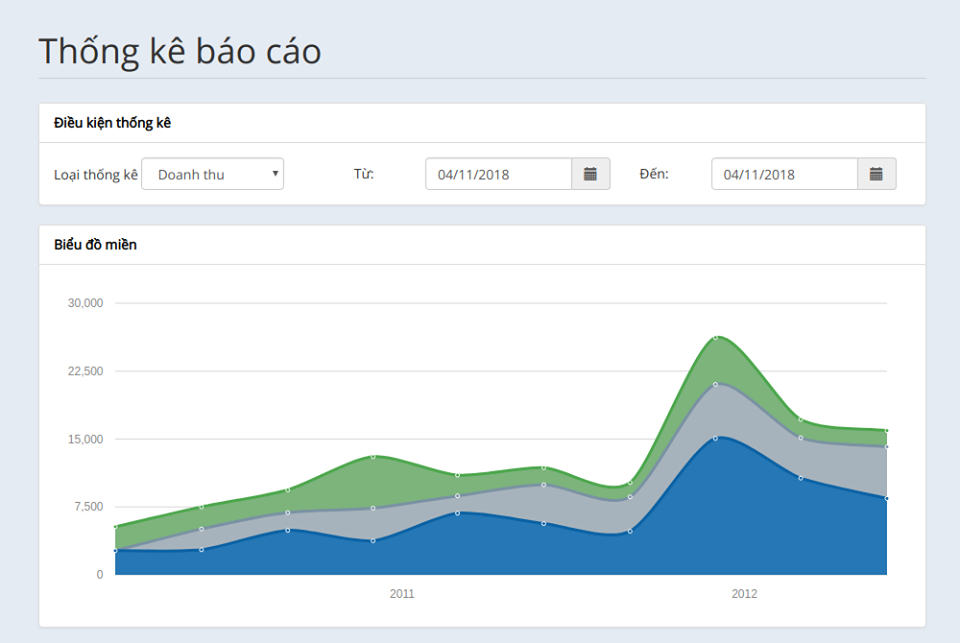 Thống kê báo cáo
Điều kiện thống kê
Loại thống kê Doanh thu Từ: 04/11/2018 Đến: 04/11/2018
Biểu đồ miền
30,000
22,500
15,000
7,500
0
2011 2012